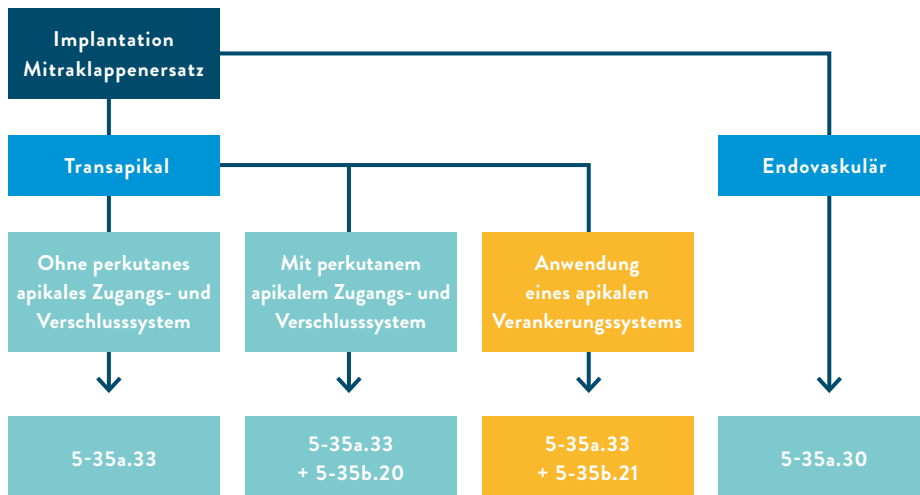 Implantation
Mitraklappenersatz
Transapikal
Endovaskulär
Ohne perkutanes
apikales Zugangs- und
Verschlusssystem
Mit perkutanem
apikalem Zugangs- und
Verschlusssystem
Anwendung
eines apikalen
Verankerungssystems
5-35a.33
5-35a.33
+ 5-35b.20
5-35a.33
+ 5-35b.21
5-35a.30